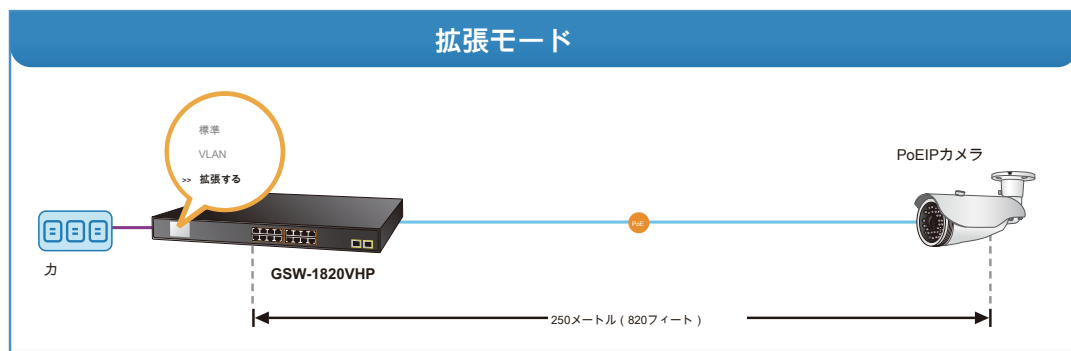 拡張モード
標準
VLAN
>> 拡張する
PoEIPカメラ
PoE
力
GSW-1820VHP
250メートル（820フィート）